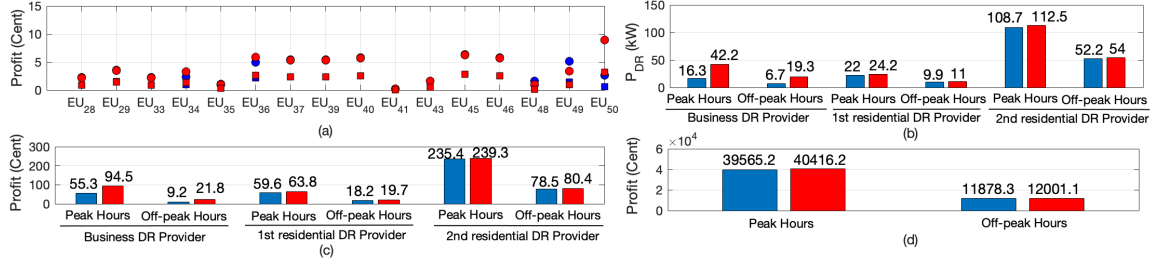 15
10
5
0
Profit (Cent)
EU28 EU29 EU33 EU34 EU35 EU36 EU37 EU39 EU40 EU41 EU43 EU45 EU46 EU48 EU49 EU50
(a)
150
100
50
0
P_DR (kW)
16.3 42.2 6.7 19.3 22 24.2 9.9 11 108.7 112.5 52.2 54
Peak Hours Off-peak Hours Peak Hours Off-peak Hours Peak Hours Off-peak Hours
Business DR Provider 1st residential DR Provider 2nd residential DR Provider
(b)
300
200
100
0
Profit (Cent)
55.3 94.5 9.2 21.8 59.6 63.8 18.2 19.7 235.4 239.3 78.5 80.4
Peak Hours Off-peak Hours Peak Hours Off-peak Hours Peak Hours Off-peak Hours
Business DR Provider 1st residential DR Provider 2nd residential DR Provider
(c)
×10^4
6
4
2
0
Profit (Cent)
39565.2 40416.2 11878.3 12001.1
Peak Hours Off-peak Hours
(d)